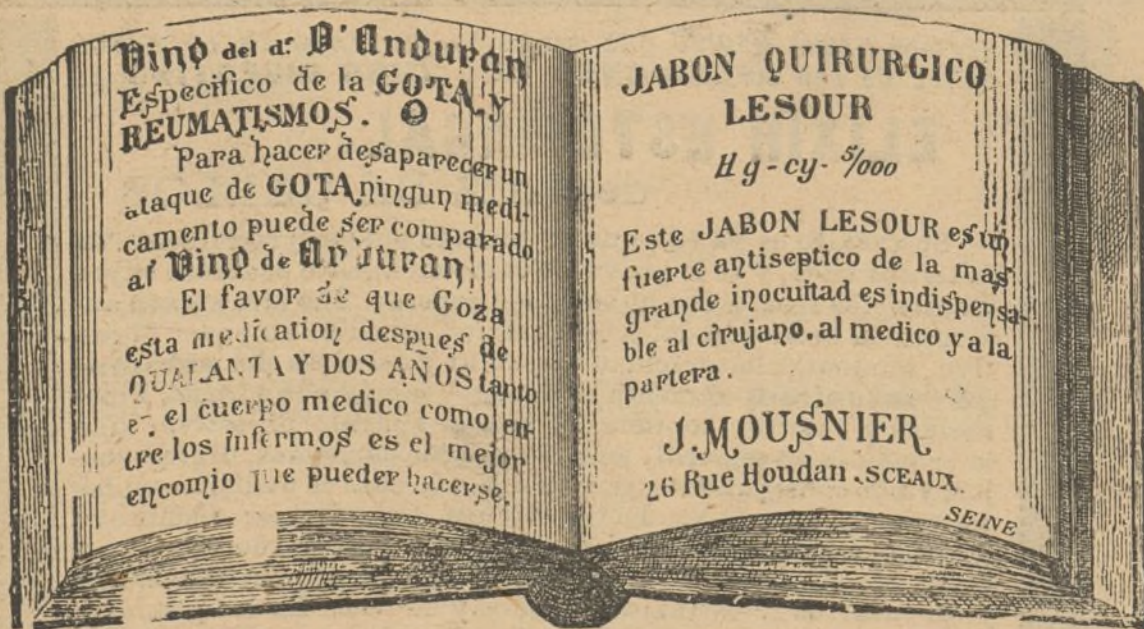 Vino del dr. D'Anduran
Especifico de la GOTA y
REUMATISMOS.
Para hacer desaparecer un
ataque de GOTA ningun medi-
camento puede ser comparado
al Vino de
El favor de que Goza
esta medication despues de
Y DOS AÑOS tanto
el cuerpo medico como en-
tre los infermos es el mejor
encomio que pueder hacerse.
JABON QUIRURGICO
LESOUR
Hg-cy- 5/000
Este JABON LESOUR es un
fuerte antiseptico de la mas
grande inocuitad es indispensa-
ble al cirujano. al medico y a la
partera.
J. MOUSNIER
26 Rue Houdan. SCEAUX.
SEINE